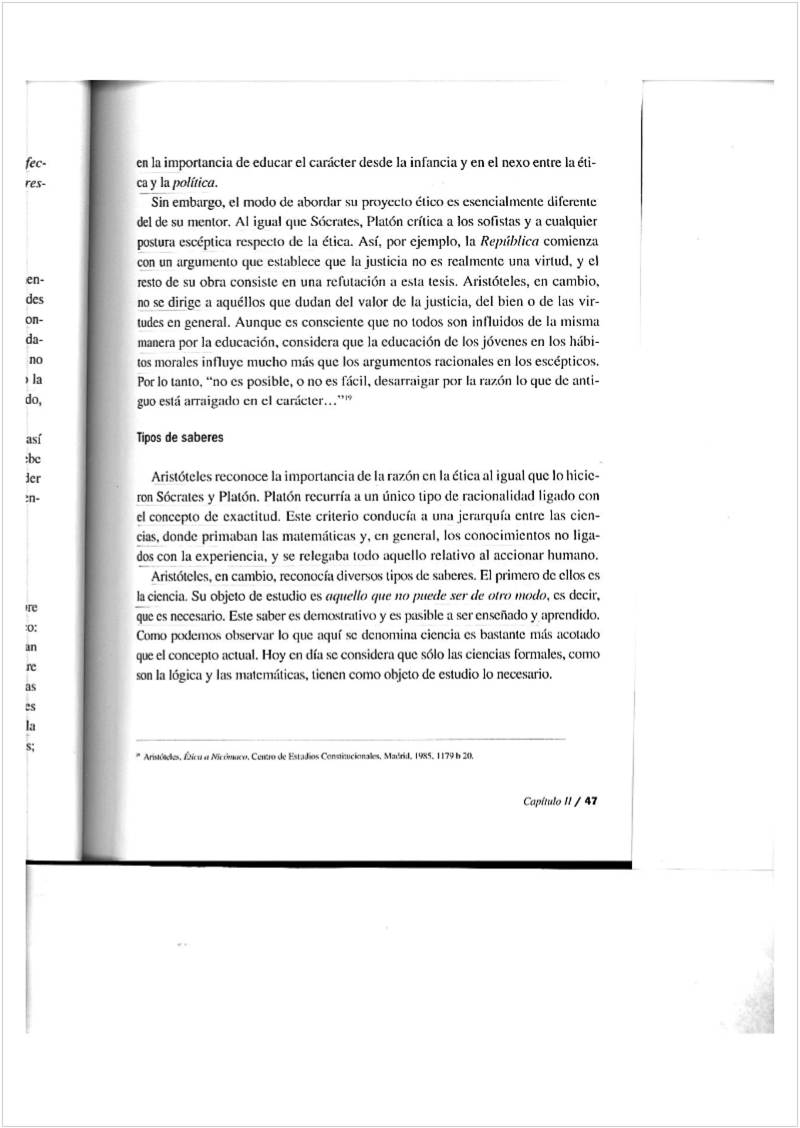 fec-
res-
en-
des
on-
da-
no
la
do,
así
ebe
der
en-
re
o:
an
re
as
es
la
s;
en la importancia de educar el carácter desde la infancia y en el nexo entre la éti-
ca y la política.
Sin embargo, el modo de abordar su proyecto ético es esencialmente diferente
del de su mentor. Al igual que Sócrates, Platón crítica a los sofistas y a cualquier
postura escéptica respecto de la ética. Así, por ejemplo, la República comienza
con un argumento que establece que la justicia no es realmente una virtud, y el
resto de su obra consiste en una refutación a esta tesis. Aristóteles, en cambio,
no se dirige a aquéllos que dudan del valor de la justicia, del bien o de las vir-
tudes en general. Aunque es consciente que no todos son influidos de la misma
manera por la educación, considera que la educación de los jóvenes en los hábi-
tos morales influye mucho más que los argumentos racionales en los escépticos.
Por lo tanto, “no es posible, o no es fácil, desarraigar por la razón lo que de anti-
guo está arraigado en el carácter…”¹⁹
Tipos de saberes
Aristóteles reconoce la importancia de la razón en la ética al igual que lo hicie-
ron Sócrates y Platón. Platón recurría a un único tipo de racionalidad ligado con
el concepto de exactitud. Este criterio conducía a una jerarquía entre las cien-
cias, donde primaban las matemáticas y, en general, los conocimientos no liga-
dos con la experiencia, y se relegaba todo aquello relativo al accionar humano.
Aristóteles, en cambio, reconocía diversos tipos de saberes. El primero de ellos es
la ciencia. Su objeto de estudio es aquello que no puede ser de otro modo, es decir,
que es necesario. Este saber es demostrativo y es pasible a ser enseñado y aprendido.
Como podemos observar lo que aquí se denomina ciencia es bastante más acotado
que el concepto actual. Hoy en día se considera que sólo las ciencias formales, como
son la lógica y las matemáticas, tienen como objeto de estudio lo necesario.
¹⁹ Aristóteles, Ética a Nicómaco, Centro de Estudios Constitucionales, Madrid, 1985, 1179 b 20.
Capítulo II / 47